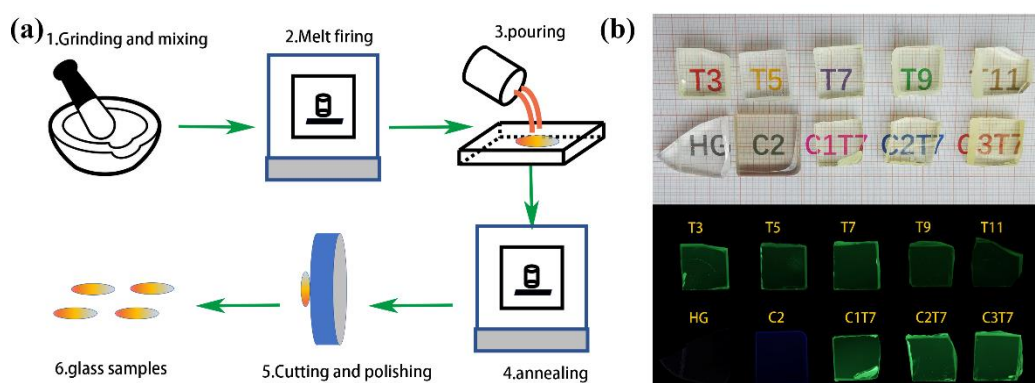 (a)
1.Grinding and mixing
2.Melt firing
3.pouring
6.glass samples
5.Cutting and polishing
4.annealing
(b)
T3 T5 T7 T9 T11
HG C2 C1T7 C2T7 C3T7
T3 T5 T7 T9 T11
HG C2 C1T7 C2T7 C3T7